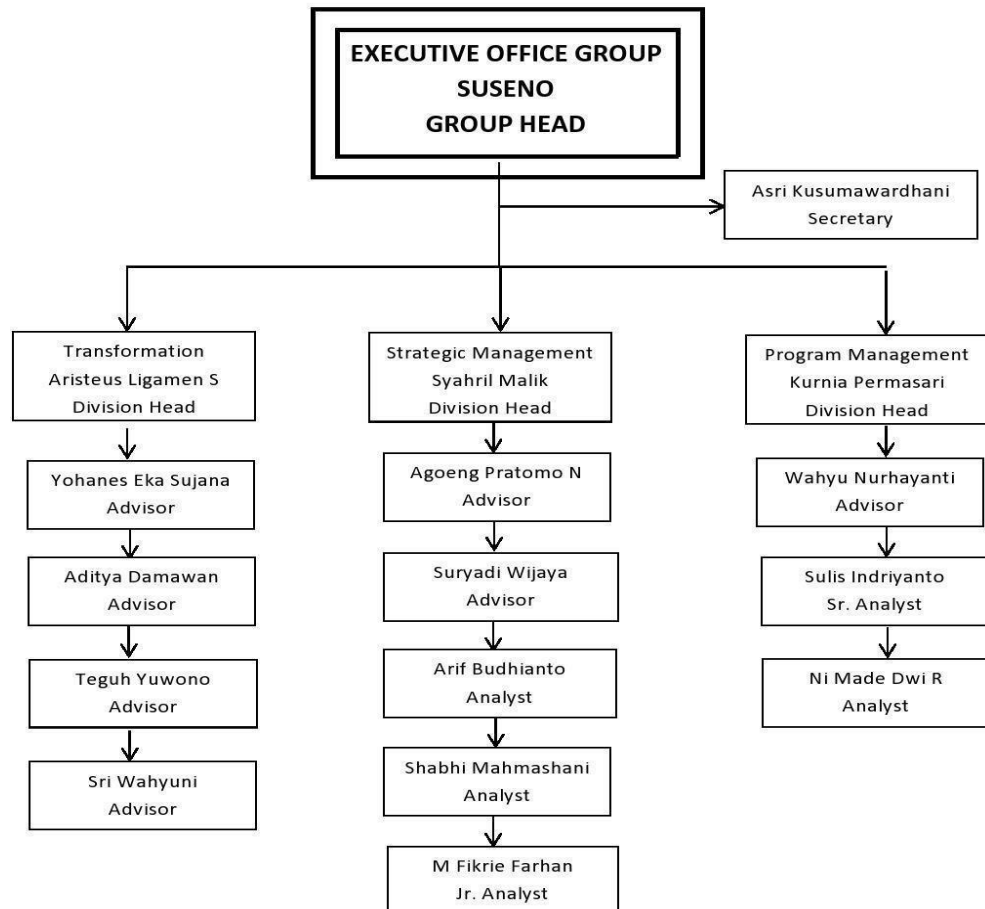 EXECUTIVE OFFICE GROUP
SUSENO
GROUP HEAD
Asri Kusumawardhani
Secretary
Transformation
Aristeus Ligamen S
Division Head
Yohanes Eka Sujana
Advisor
Aditya Damawan
Advisor
Teguh Yuwono
Advisor
Sri Wahyuni
Advisor
Strategic Management
Syahril Malik
Division Head
Agoeng Pratomo N
Advisor
Suryadi Wijaya
Advisor
Arif Budhianto
Analyst
Shabhi Mahmashani
Analyst
M Fikrie Farhan
Jr. Analyst
Program Management
Kurnia Permasari
Division Head
Wahyu Nurhayanti
Advisor
Sulis Indriyanto
Sr. Analyst
Ni Made Dwi R
Analyst